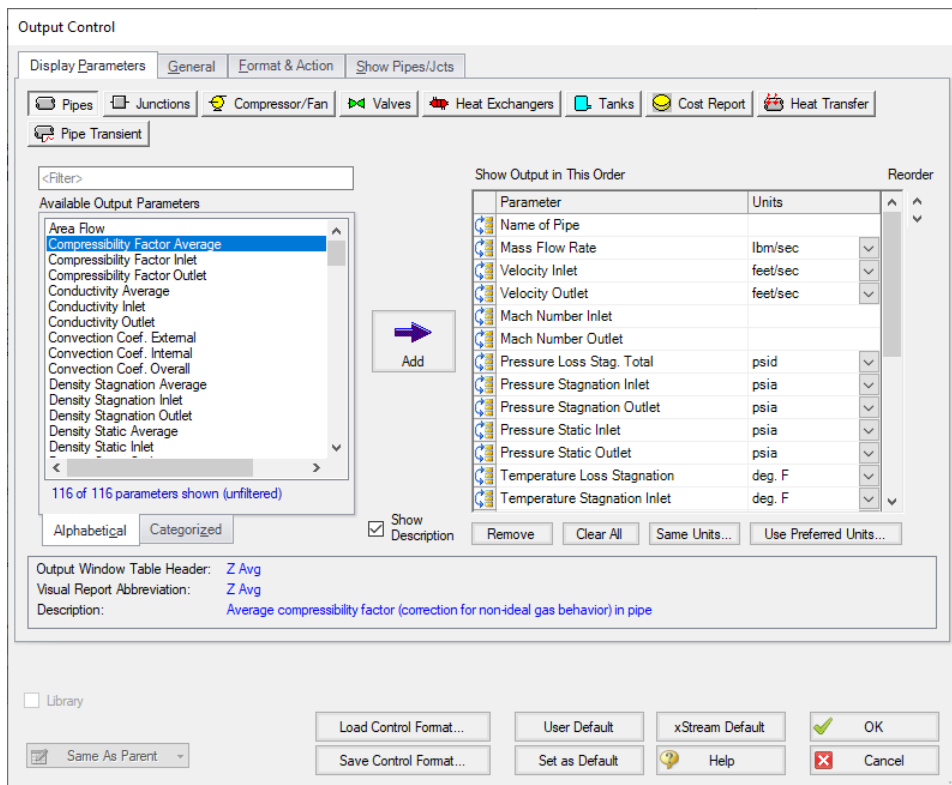 Output Control
Display Parameters
General
Format & Action
Show Pipes/Jcts
Pipes
Junctions
Compressor/Fan
Valves
Heat Exchangers
Tanks
Cost Report
Heat Transfer
Pipe Transient
<Filter>
Available Output Parameters
Area Flow
Compressibility Factor Average
Compressibility Factor Inlet
Compressibility Factor Outlet
Conductivity Average
Conductivity Inlet
Conductivity Outlet
Convection Coef. External
Convection Coef. Internal
Convection Coef. Overall
Density Stagnation Average
Density Stagnation Inlet
Density Stagnation Outlet
Density Static Average
Density Static Inlet
116 of 116 parameters shown (unfiltered)
Alphabetical
Categorized
Add
Show
Description
Show Output in This Order
Reorder
Parameter Units
Name of Pipe
Mass Flow Rate lbm/sec
Velocity Inlet feet/sec
Velocity Outlet feet/sec
Mach Number Inlet
Mach Number Outlet
Pressure Loss Stag. Total psid
Pressure Stagnation Inlet psia
Pressure Stagnation Outlet psia
Pressure Static Inlet psia
Pressure Static Outlet psia
Temperature Loss Stagnation deg. F
Temperature Stagnation Inlet deg. F
Remove
Clear All
Same Units...
Use Preferred Units...
Output Window Table Header: Z Avg
Visual Report Abbreviation: Z Avg
Description: Average compressibility factor (correction for non-ideal gas behavior) in pipe
Library
Same As Parent
Load Control Format...
User Default
xStream Default
OK
Save Control Format...
Set as Default
Help
Cancel